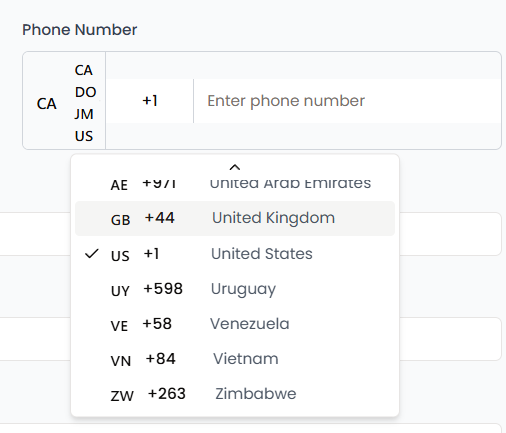 Phone Number
CA
CA
DO
JM
US
+1
Enter phone number
AE +971 United Arab Emirates
GB +44 United Kingdom
US +1 United States
UY +598 Uruguay
VE +58 Venezuela
VN +84 Vietnam
ZW +263 Zimbabwe